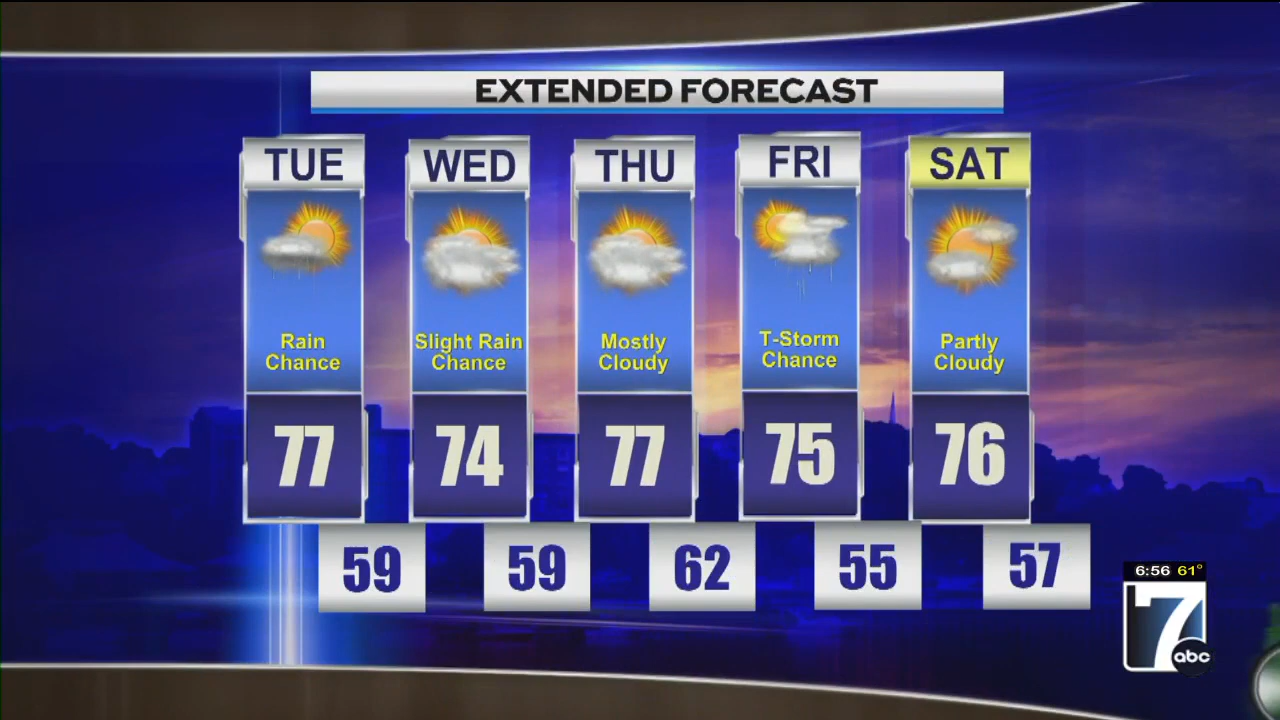 EXTENDED FORECAST
TUE WED THU FRI SAT
Rain Chance
Slight Rain Chance
Mostly Cloudy
T-Storm Chance
Partly Cloudy
77 74 77 75 76
59 59 62 55 57
6:56 61°
7
abc